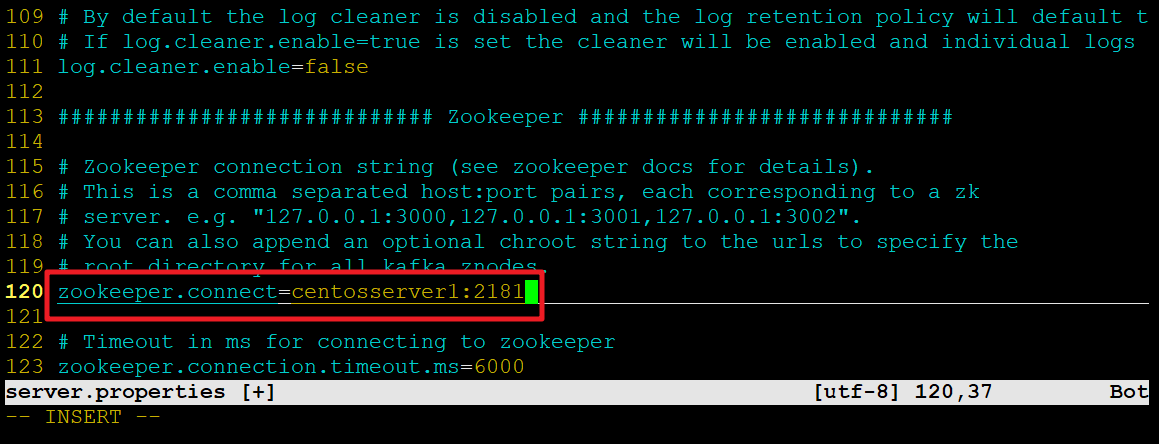 109 # By default the log cleaner is disabled and the log retention policy will default t
110 # If log.cleaner.enable=true is set the cleaner will be enabled and individual logs
111 log.cleaner.enable=false
112
113 ############################# Zookeeper #############################
114
115 # Zookeeper connection string (see zookeeper docs for details).
116 # This is a comma separated host:port pairs, each corresponding to a zk
117 # server. e.g. "127.0.0.1:3000,127.0.0.1:3001,127.0.0.1:3002".
118 # You can also append an optional chroot string to the urls to specify the
119 # root directory for all kafka znodes.
120 zookeeper.connect=centosserver1:2181
121
122 # Timeout in ms for connecting to zookeeper
123 zookeeper.connection.timeout.ms=6000
server.properties [+] [utf-8] 120,37 Bot
-- INSERT --